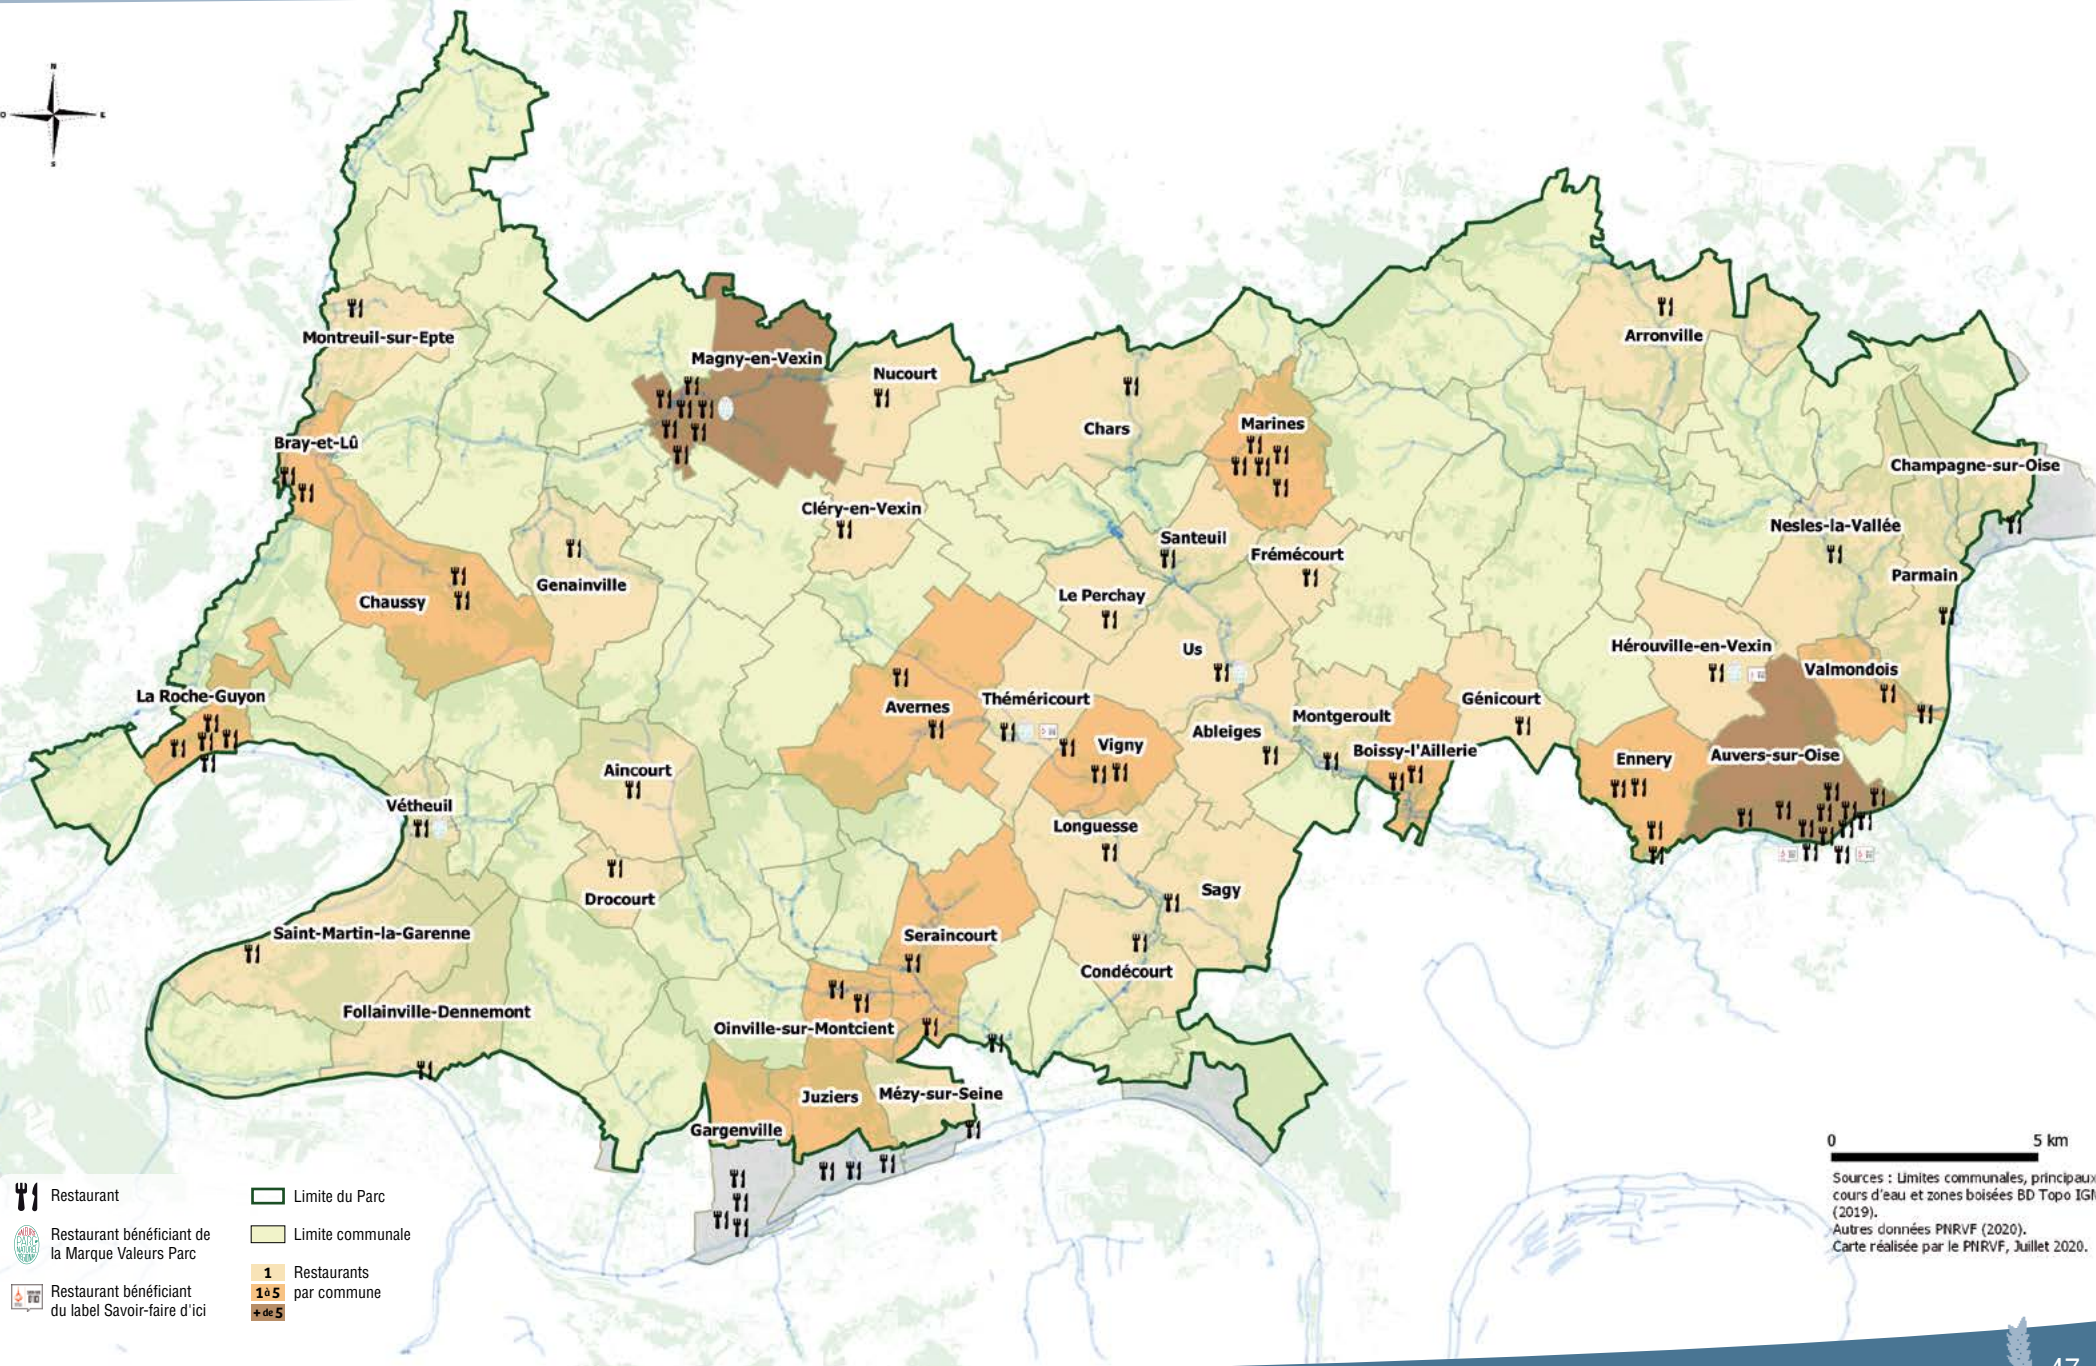 N
O
E
S
Montreuil-sur-Epte
Magny-en-Vexin
Nucourt
Arronville
Bray-et-Lû
Chars
Marines
Champagne-sur-Oise
Cléry-en-Vexin
Nesles-la-Vallée
Santeuil
Frémécourt
Genainville
Parmain
Chaussy
Le Perchay
Hérouville-en-Vexin
Us
Valmondois
La Roche-Guyon
Théméricourt
Génicourt
Avernes
Montgeroult
Ableiges
Vigny
Boissy-l'Aillerie
Ennery
Auvers-sur-Oise
Aincourt
Vétheuil
Longuesse
Sagy
Drocourt
Saint-Martin-la-Garenne
Seraincourt
Condécourt
Follainville-Dennemont
Oinville-sur-Montcient
Juziers
Mézy-sur-Seine
Gargenville
Restaurant
Restaurant bénéficiant de
la Marque Valeurs Parc
Restaurant bénéficiant
du label Savoir-faire d'ici
Limite du Parc
Limite communale
1
1 à 5
+ de 5
Restaurants
par commune
0
5 km
Sources : Limites communales, principaux
cours d'eau et zones boisées BD Topo IGN
(2019).
Autres données PNRVF (2020).
Carte réalisée par le PNRVF, Juillet 2020.
47